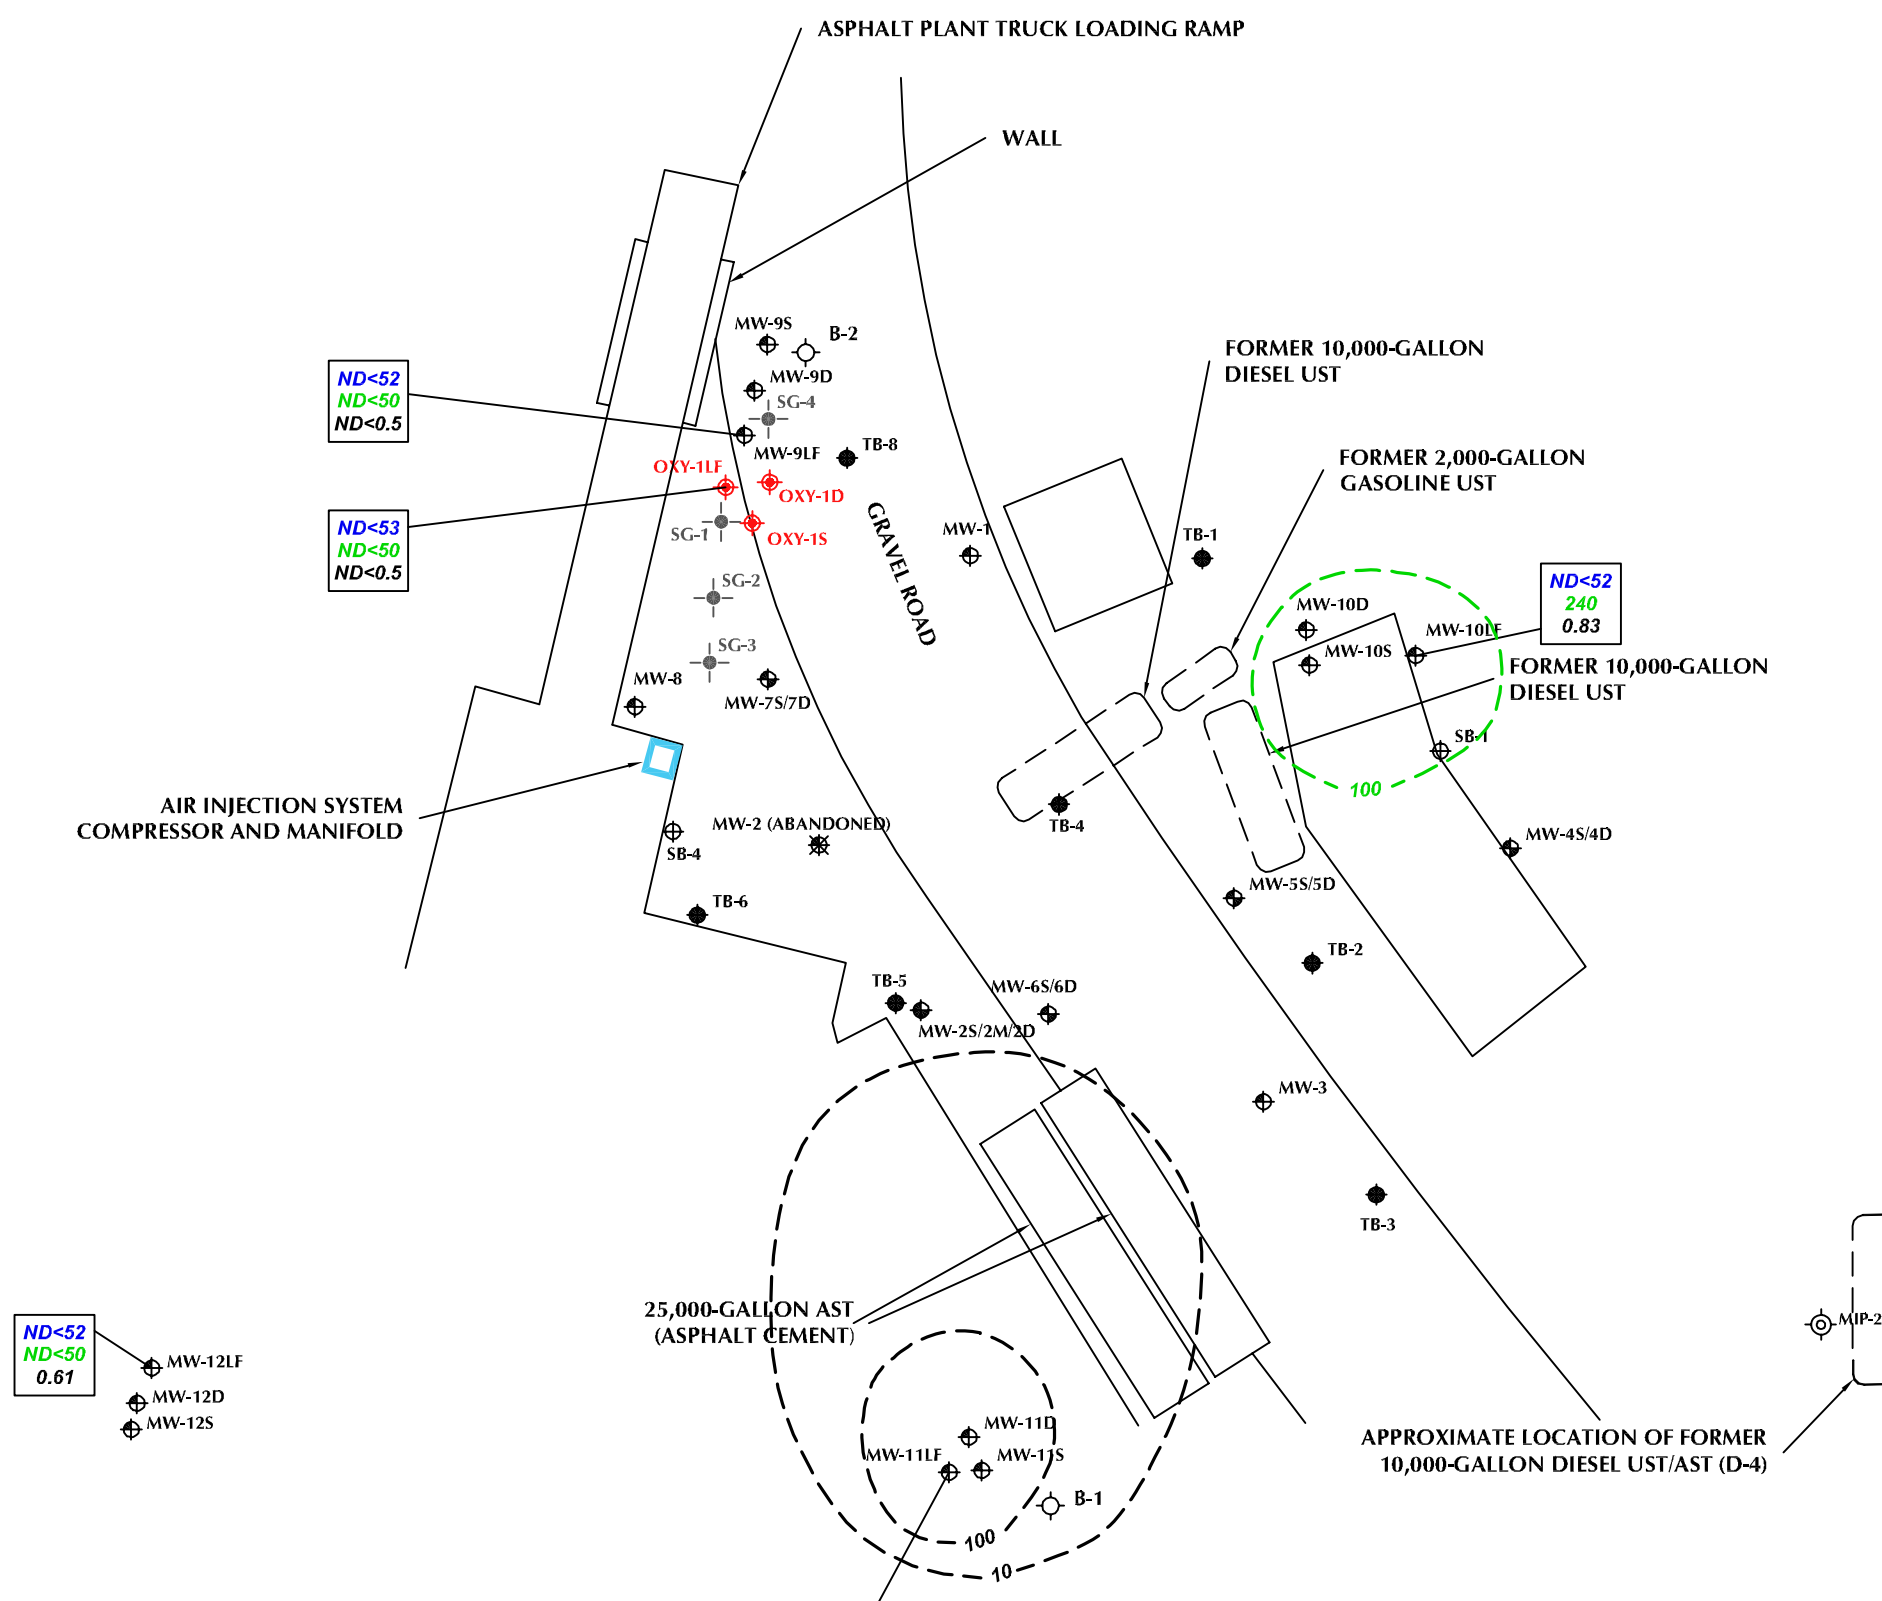 ASPHALT PLANT TRUCK LOADING RAMP
WALL
MW-9S
B-2
FORMER 10,000-GALLON
DIESEL UST
ND<52
ND<50
ND<0.5
MW-9D
SG-4
MW-9LF
TB-8
FORMER 2,000-GALLON
GASOLINE UST
OXY-1LF
OXY-1D
ND<53
ND<50
ND<0.5
SG-1
OXY-1S
GRAVEL ROAD
MW-1
TB-1
SG-2
ND<52
240
0.83
MW-10D
MW-10LF
MW-10S
SG-3
FORMER 10,000-GALLON
DIESEL UST
MW-8
MW-7S/7D
SB-1
100
AIR INJECTION SYSTEM
COMPRESSOR AND MANIFOLD
MW-2 (ABANDONED)
TB-4
MW-4S/4D
SB-4
MW-5S/5D
TB-6
TB-2
TB-5
MW-6S/6D
MW-2S/2M/2D
MW-3
TB-3
25,000-GALLON AST
(ASPHALT CEMENT)
MIP-2
ND<52
ND<50
0.61
MW-12LF
MW-12D
MW-12S
MW-11D
MW-11LF
MW-11S
APPROXIMATE LOCATION OF FORMER
10,000-GALLON DIESEL UST/AST (D-4)
B-1
100
10